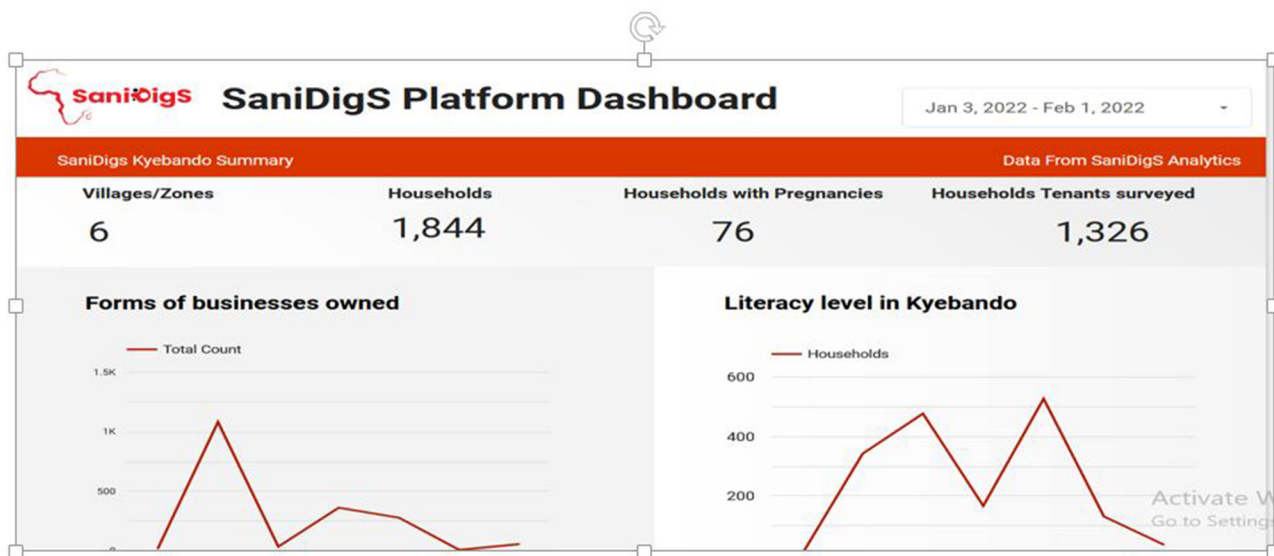 SaniDigS
SaniDigS Platform Dashboard
Jan 3, 2022 - Feb 1, 2022
SaniDigs Kyebando Summary
Data From SaniDigS Analytics
Villages/Zones
Households
Households with Pregnancies
Households Tenants surveyed
6
1,844
76
1,326
Forms of businesses owned
Literacy level in Kyebando
Total Count
Households
1.5K
1K
500
600
400
200
Activate
Go to Settings